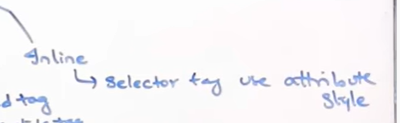 Inline
↳ Selector tag use attribute
style
d tag